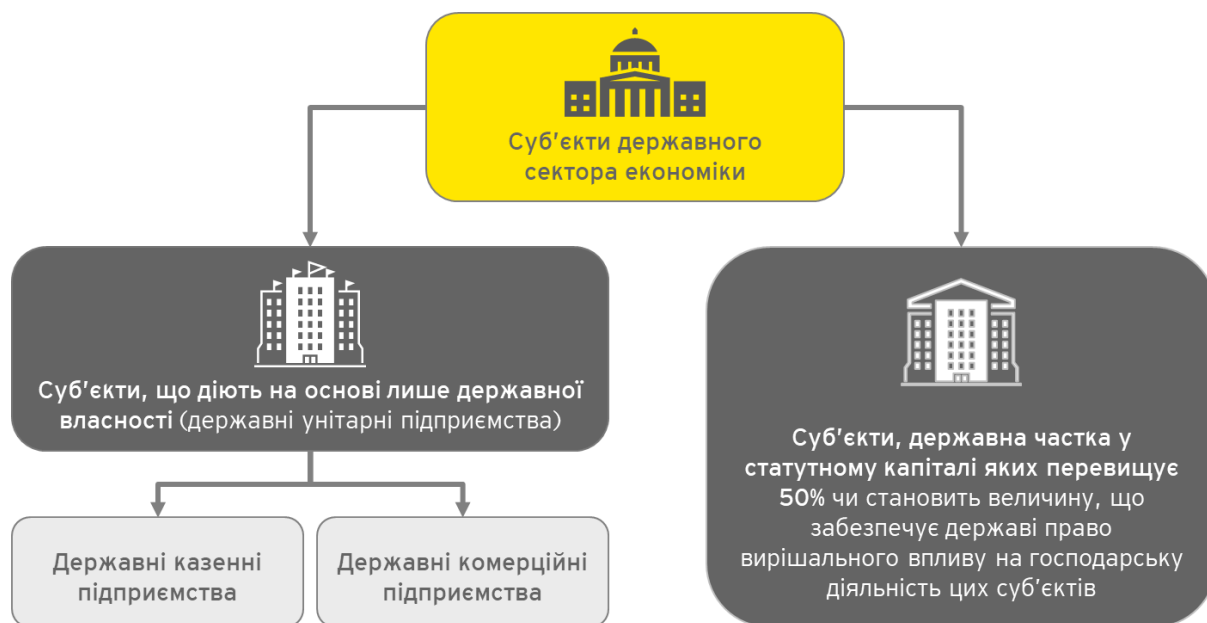 Суб’єкти державного
сектора економіки
Суб’єкти, що діють на основі лише державної
власності (державні унітарні підприємства)
Державні казенні
підприємства
Державні комерційні
підприємства
Суб’єкти, державна частка у
статутному капіталі яких перевищує
50% чи становить величину, що
забезпечує державі право
вирішального впливу на господарську
діяльність цих суб’єктів